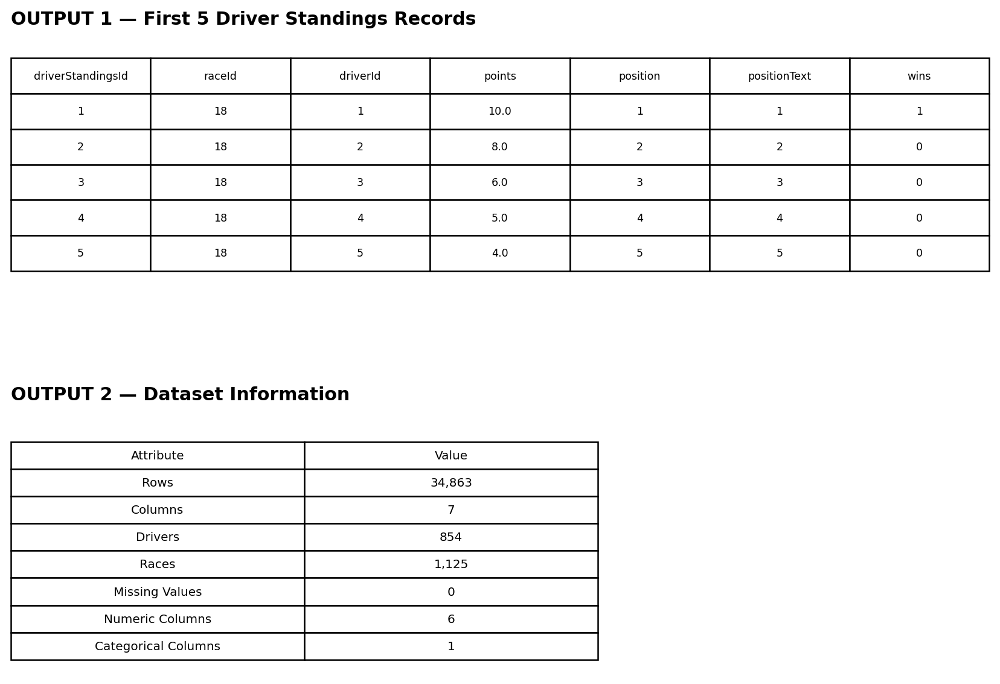 OUTPUT 1 — First 5 Driver Standings Records
driverStandingsId raceId driverId points position positionText wins
1 18 1 10.0 1 1 1
2 18 2 8.0 2 2 0
3 18 3 6.0 3 3 0
4 18 4 5.0 4 4 0
5 18 5 4.0 5 5 0
OUTPUT 2 — Dataset Information
Attribute Value
Rows 34,863
Columns 7
Drivers 854
Races 1,125
Missing Values 0
Numeric Columns 6
Categorical Columns 1